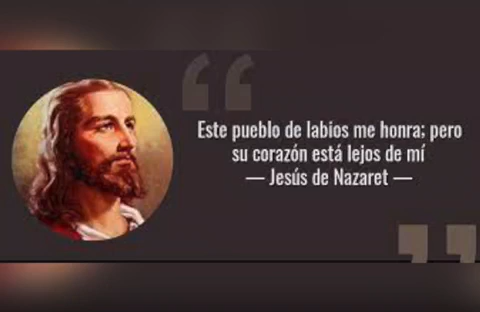 Este pueblo de labios me honra; pero
su corazón está lejos de mí
— Jesús de Nazaret —